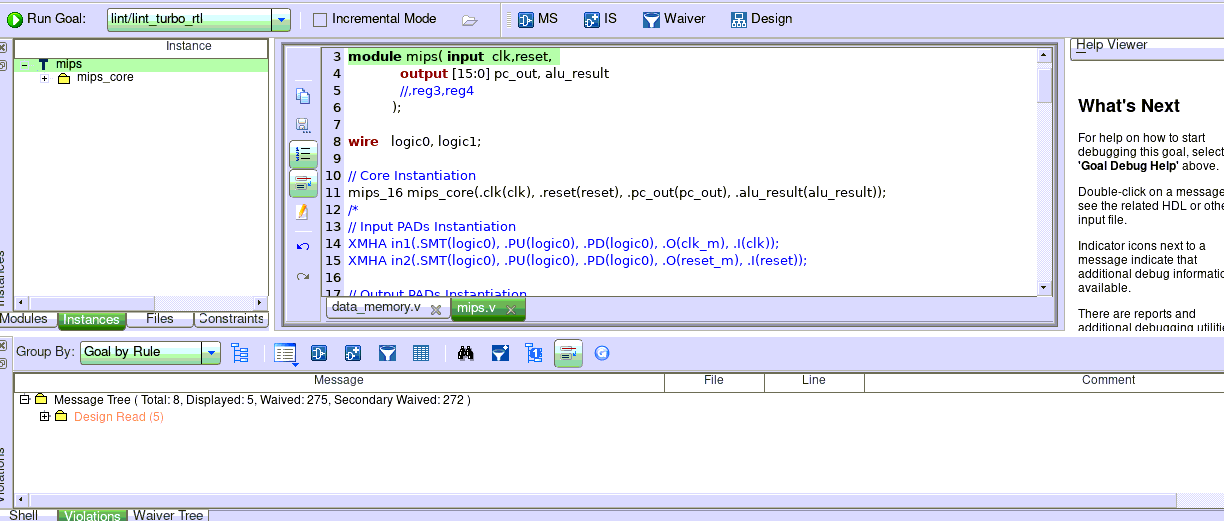 Run Goal: lint/lint_turbo_rtl Incremental Mode MS IS Waiver Design
Instance
mips
mips_core
Modules Instances Files Constraints
3 module mips( input clk,reset,
4 output [15:0] pc_out, alu_result
5 //,reg3,reg4
6 );
7
8 wire logic0, logic1;
9
10 // Core Instantiation
11 mips_16 mips_core(.clk(clk), .reset(reset), .pc_out(pc_out), .alu_result(alu_result));
12 /*
13 // Input PADs Instantiation
14 XMHA in1(.SMT(logic0), .PU(logic0), .PD(logic0), .O(clk_m), .I(clk));
15 XMHA in2(.SMT(logic0), .PU(logic0), .PD(logic0), .O(reset_m), .I(reset));
16
17 // Output PADs Instantiation
data_memory.v mips.v
Help Viewer
What's Next
For help on how to start
debugging this goal, select
'Goal Debug Help' above.
Double-click on a message
see the related HDL or othe
input file.
Indicator icons next to a
message indicate that
additional debug informatio
available.
There are reports and
additional debugging utilitie
Group By: Goal by Rule
Message File Line Comment
Message Tree ( Total: 8, Displayed: 5, Waived: 275, Secondary Waived: 272 )
Design Read (5)
Shell Violations Waiver Tree